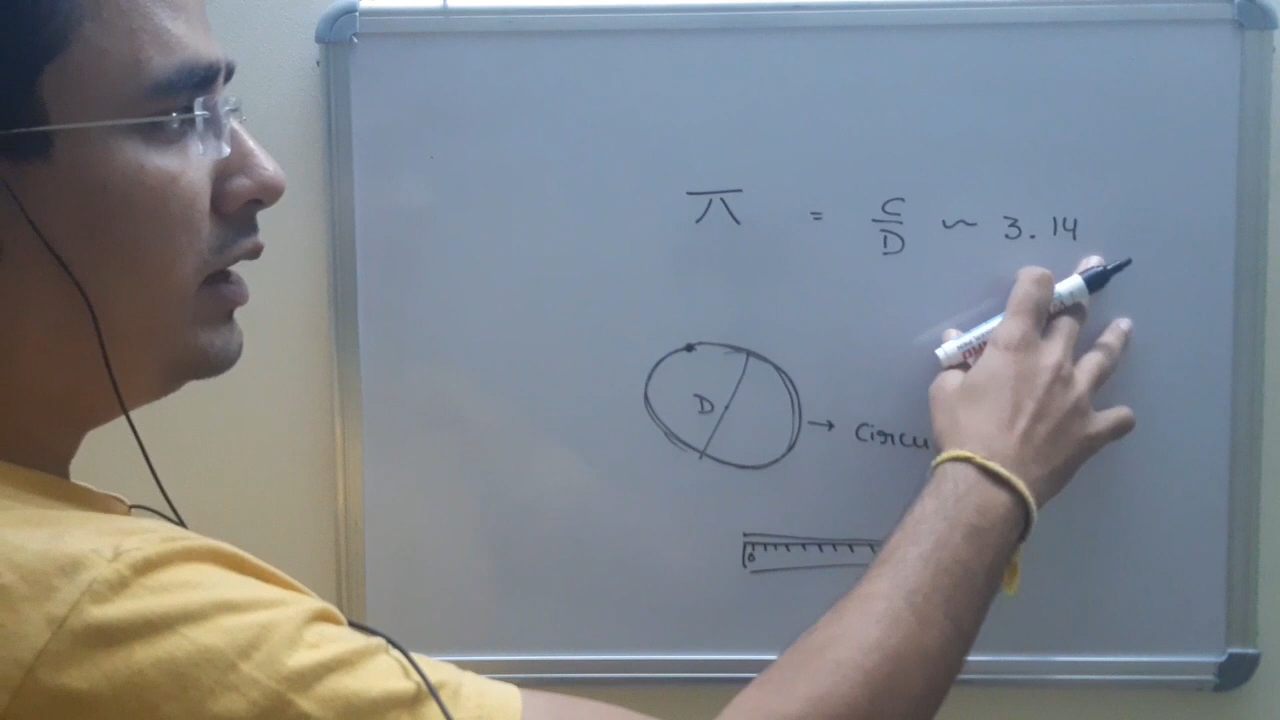 π = C/D ~ 3.14
D
→ Circu
0